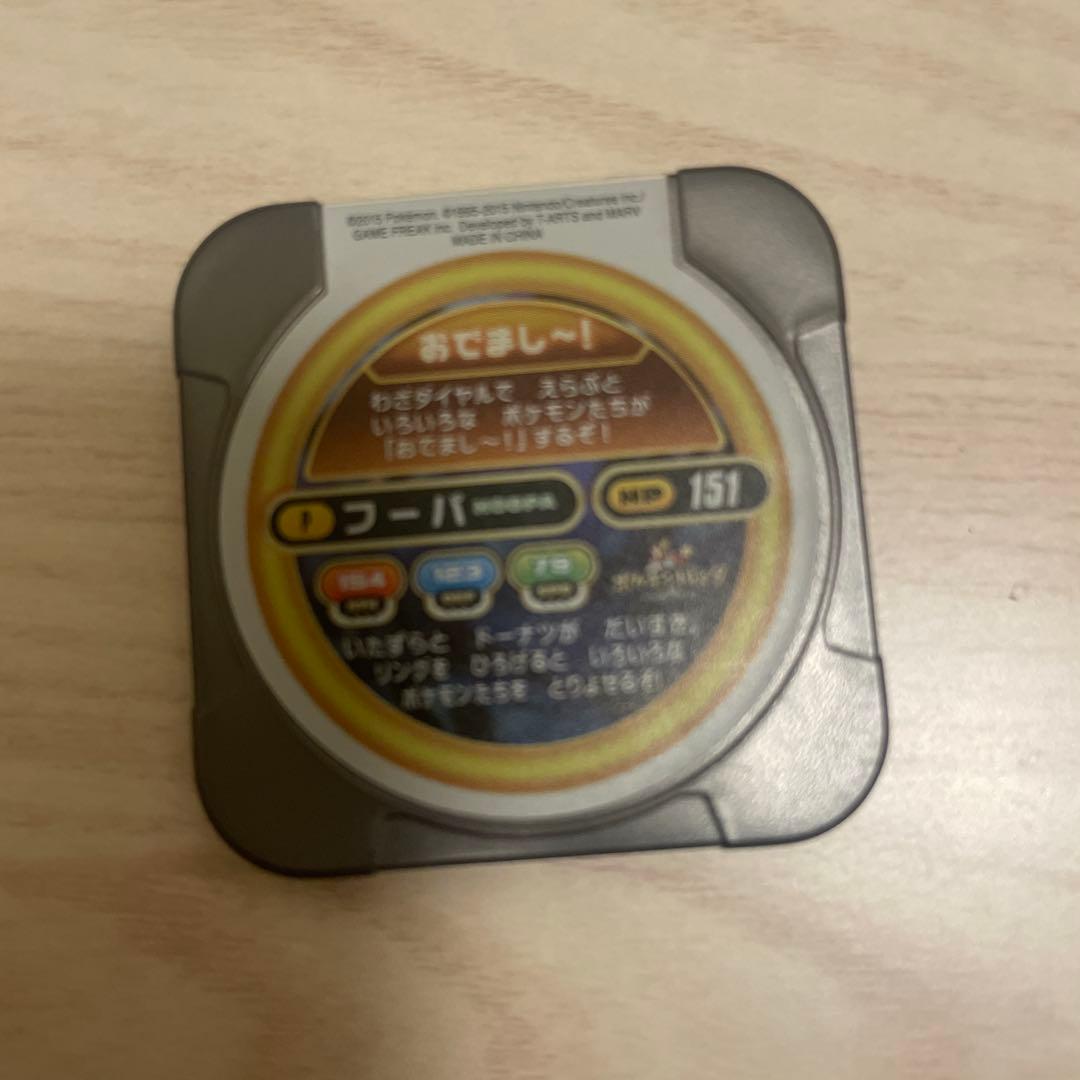 ©2015 Pokémon. ©1995-2015 Nintendo/Creatures Inc./
GAME FREAK inc. Developed by T-ARTS and MARV
MADE IN CHINA
おでまし〜!
わざダイヤルで えらぶと
いろいろな ポケモンたちが
「おでまし〜!」するぞ!
フーパ HOOPA
HP 151
いたずらと ドーナツが だいすき。
リングを ひろげると いろいろな
ポケモンたちを とりよせるぞ!